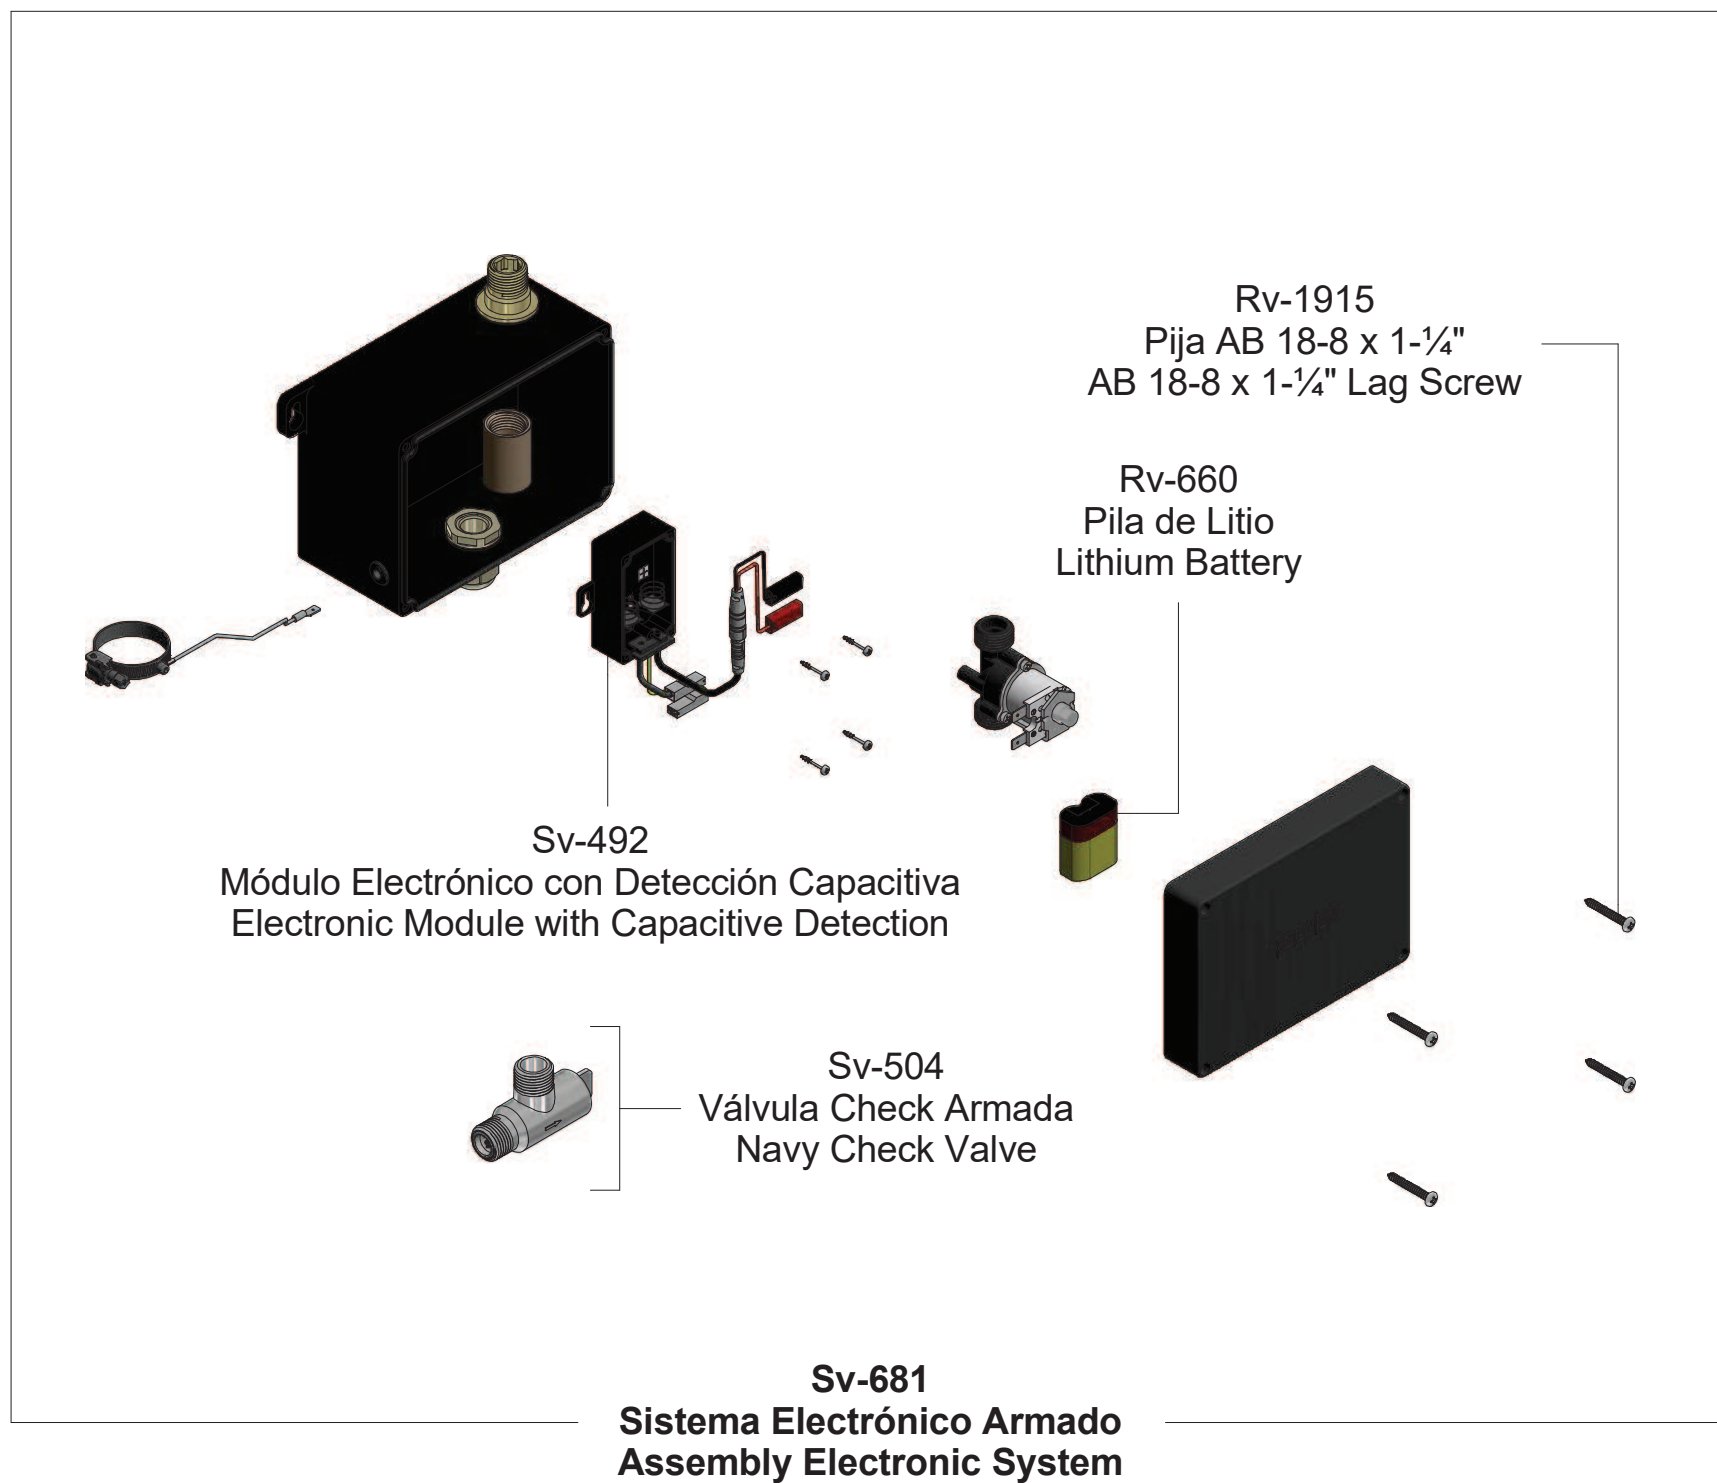 Rv-1915
Pija AB 18-8 x 1-¼"
AB 18-8 x 1-¼" Lag Screw
Rv-660
Pila de Litio
Lithium Battery
Sv-492
Módulo Electrónico con Detección Capacitiva
Electronic Module with Capacitive Detection
Sv-504
Válvula Check Armada
Navy Check Valve
Sv-681
Sistema Electrónico Armado
Assembly Electronic System